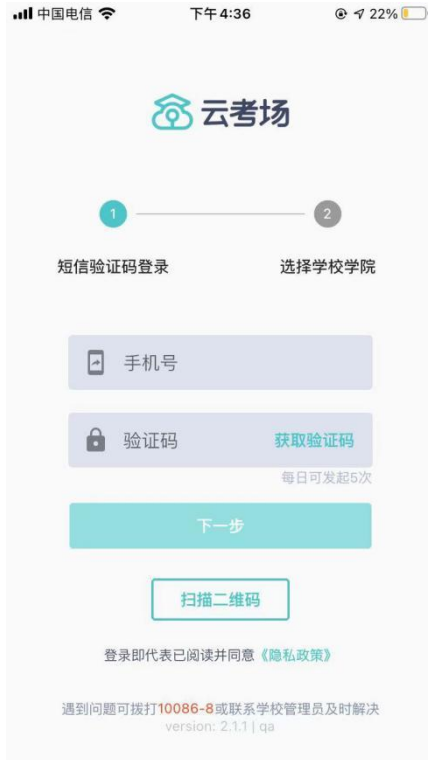 中国电信 下午4:36 22%
云考场
1 2
短信验证码登录 选择学校学院
手机号
验证码 获取验证码
每日可发起5次
下一步
扫描二维码
登录即代表已阅读并同意《隐私政策》
遇到问题可拨打10086-8或联系学校管理员及时解决
version: 2.1.1 | qa